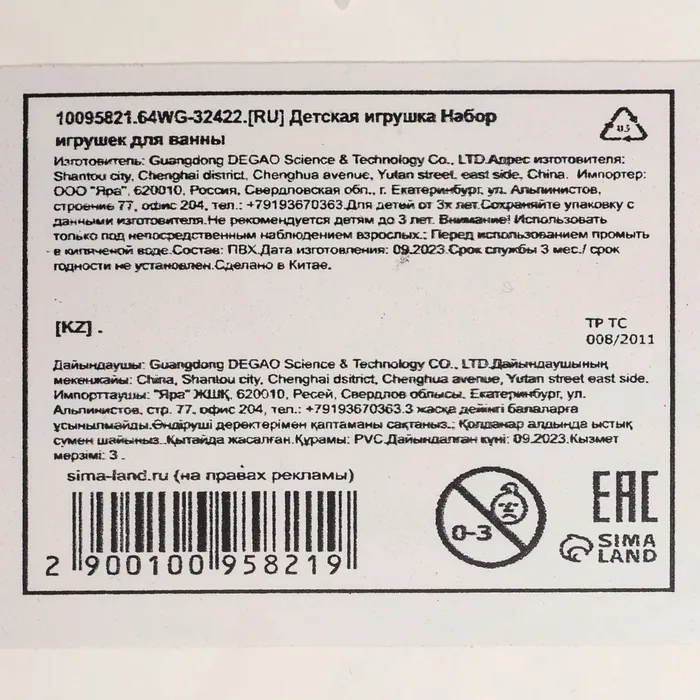 10095821.64WG-32422.[RU] Детская игрушка Набор
игрушек для ванны
03
Изготовитель: Guangdong DEGAO Science & Technology Co., LTD.Адрес изготовителя:
Shantou city, Chenghai district, Chenghua avenue, Yutan street, east side, China. Импортер:
ООО "Яра", 620010, Россия, Свердловская обл., г. Екатеринбург, ул. Альпинистов,
строение 77, офис 204, тел.: +79193670363.Для детей от 3х лет.Сохраняйте упаковку с
данными изготовителя.Не рекомендуется детям до 3 лет. Внимание! Использовать
только под непосредственным наблюдением взрослых.; Перед использованием промыть
- в кипяченой воде.Состав: ПВХ.Дата изготовления: 09.2023.Срок службы 3 мес./ срок
годности не установлен.Сделано в Китае.
[KZ] .
ТР ТС
008/2011
Дайындаушы: Guangdong DEGAO Science & Technology CO., LTD.Дайындаушының
мекенжайы: China, Shantou city, Chenghai dsitrict, Chenghua avenue, Yutan street east side.
Импорттаушы: "Яра" ЖШҚ, 620010, Ресей, Свердлов облысы, Екатеринбург, ул.
Альпинистов, стр. 77, офис 204, тел.: +79193670363.3 жасқа дейінгі балаларға
ұсынылмайды.Өндіруші деректерімен қаптаманы сақтаңыз.; Қолданар алдында ыстық
сумен шайыңыз..Қытайда жасалған.Құрамы: PVC.Дайындалған күні: 09.2023.Қызмет
мерзімі: 3 .
sima-land.ru (на правах рекламы)
2 900100 958219
0-3
EAC
SIMA
LAND